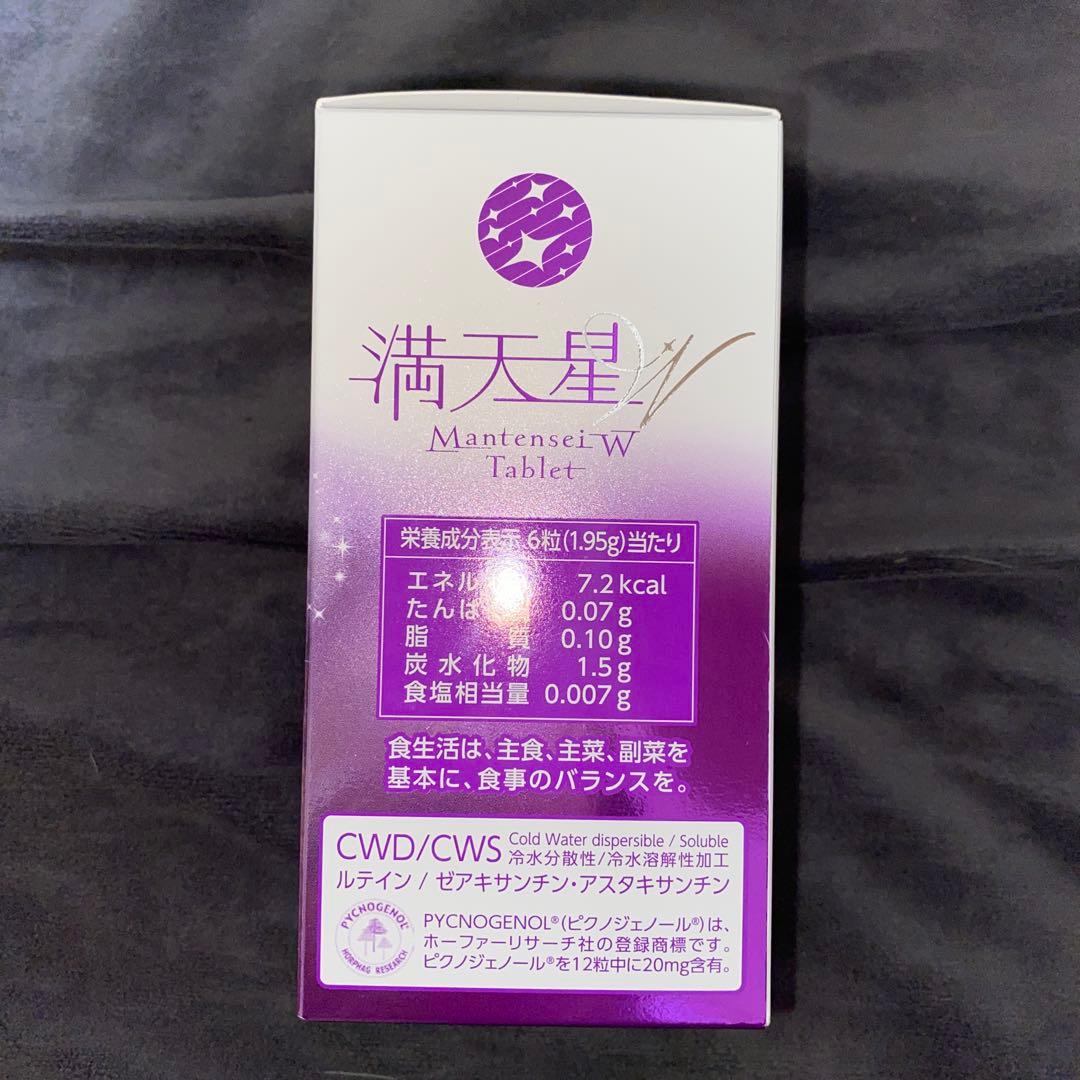 満天星W
Mantensei W
Tablet
栄養成分表示 6粒(1.95g)当たり
エネル 7.2kcal
たんぱ 0.07g
脂 質 0.10g
炭水化物 1.5g
食塩相当量 0.007g
食生活は、主食、主菜、副菜を
基本に、食事のバランスを。
CWD/CWS Cold Water dispersible / Soluble
冷水分散性/冷水溶解性加工
ルテイン / ゼアキサンチン・アスタキサンチン
PYCNOGENOL®
HORPHAG RESEARCH
PYCNOGENOL®(ピクノジェノール®)は、
ホーファーリサーチ社の登録商標です。
ピクノジェノール®を12粒中に20mg含有。